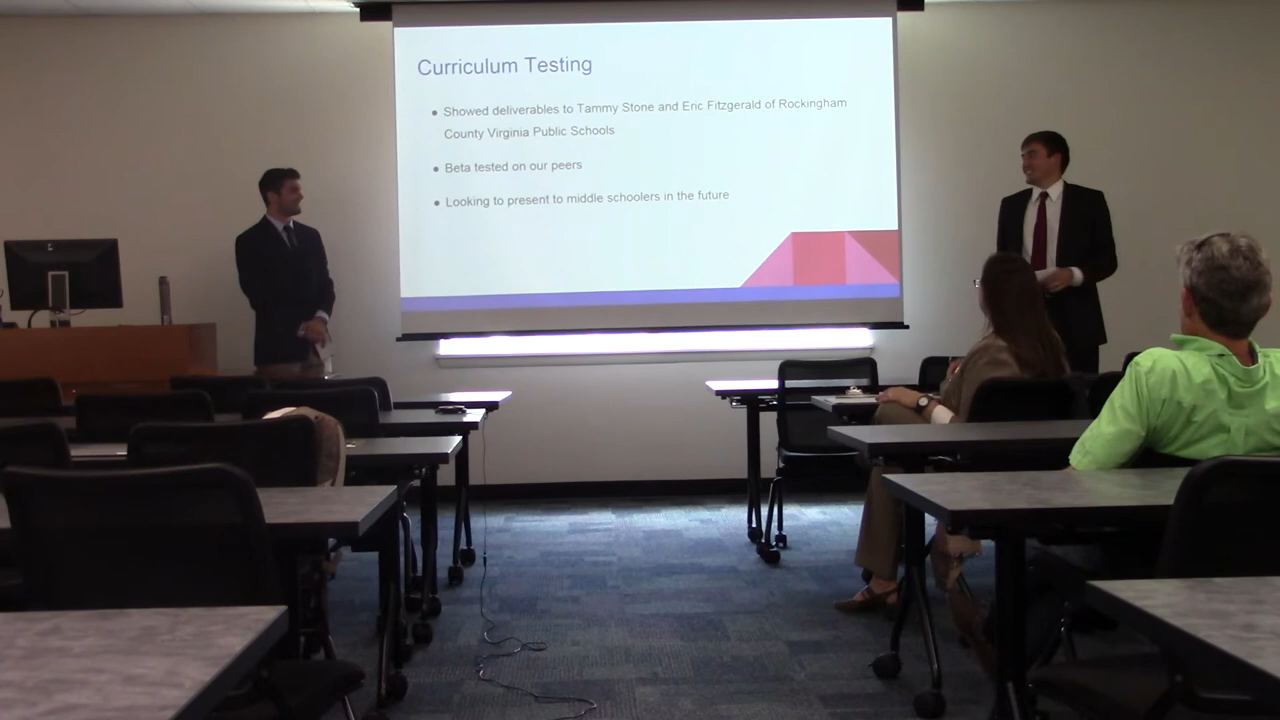 Curriculum Testing
● Showed deliverables to Tammy Stone and Eric Fitzgerald of Rockingham
County Virginia Public Schools
● Beta tested on our peers
● Looking to present to middle schoolers in the future